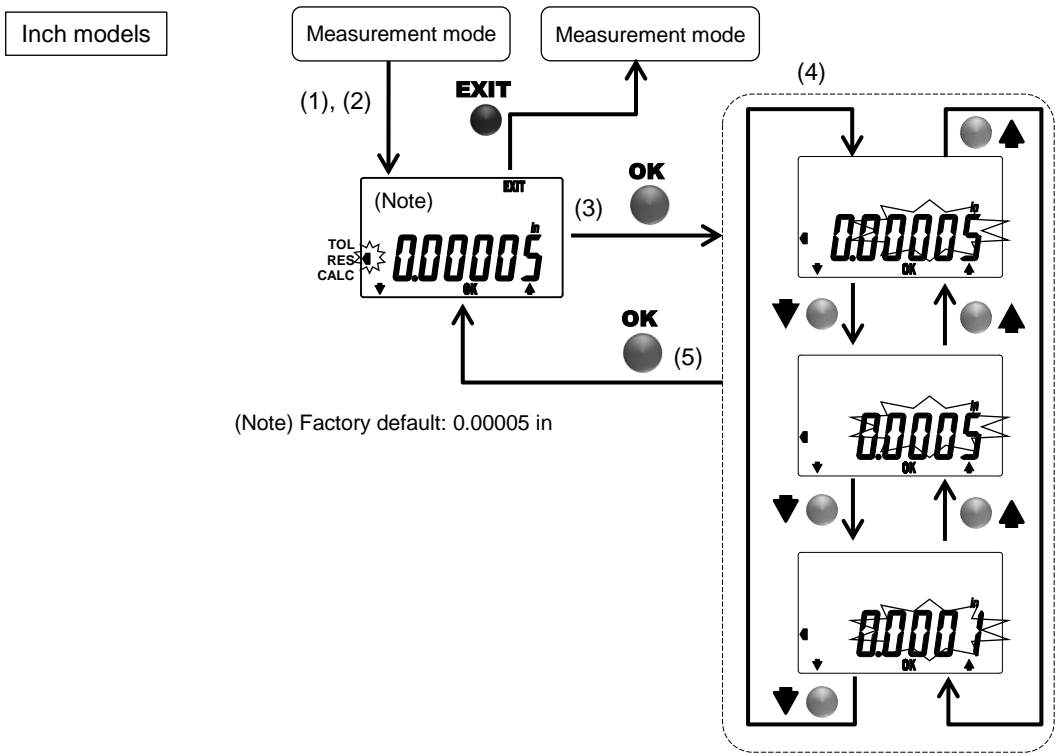 Inch models
Measurement mode
Measurement mode
(4)
(1), (2)
EXIT
EXIT
(Note)
(3)
OK
TOL
RES
CALC
in
0.00005
OK
in
0.00005
OK
OK
(5)
in
0.0005
OK
(Note) Factory default: 0.00005 in
in
0.0001
OK